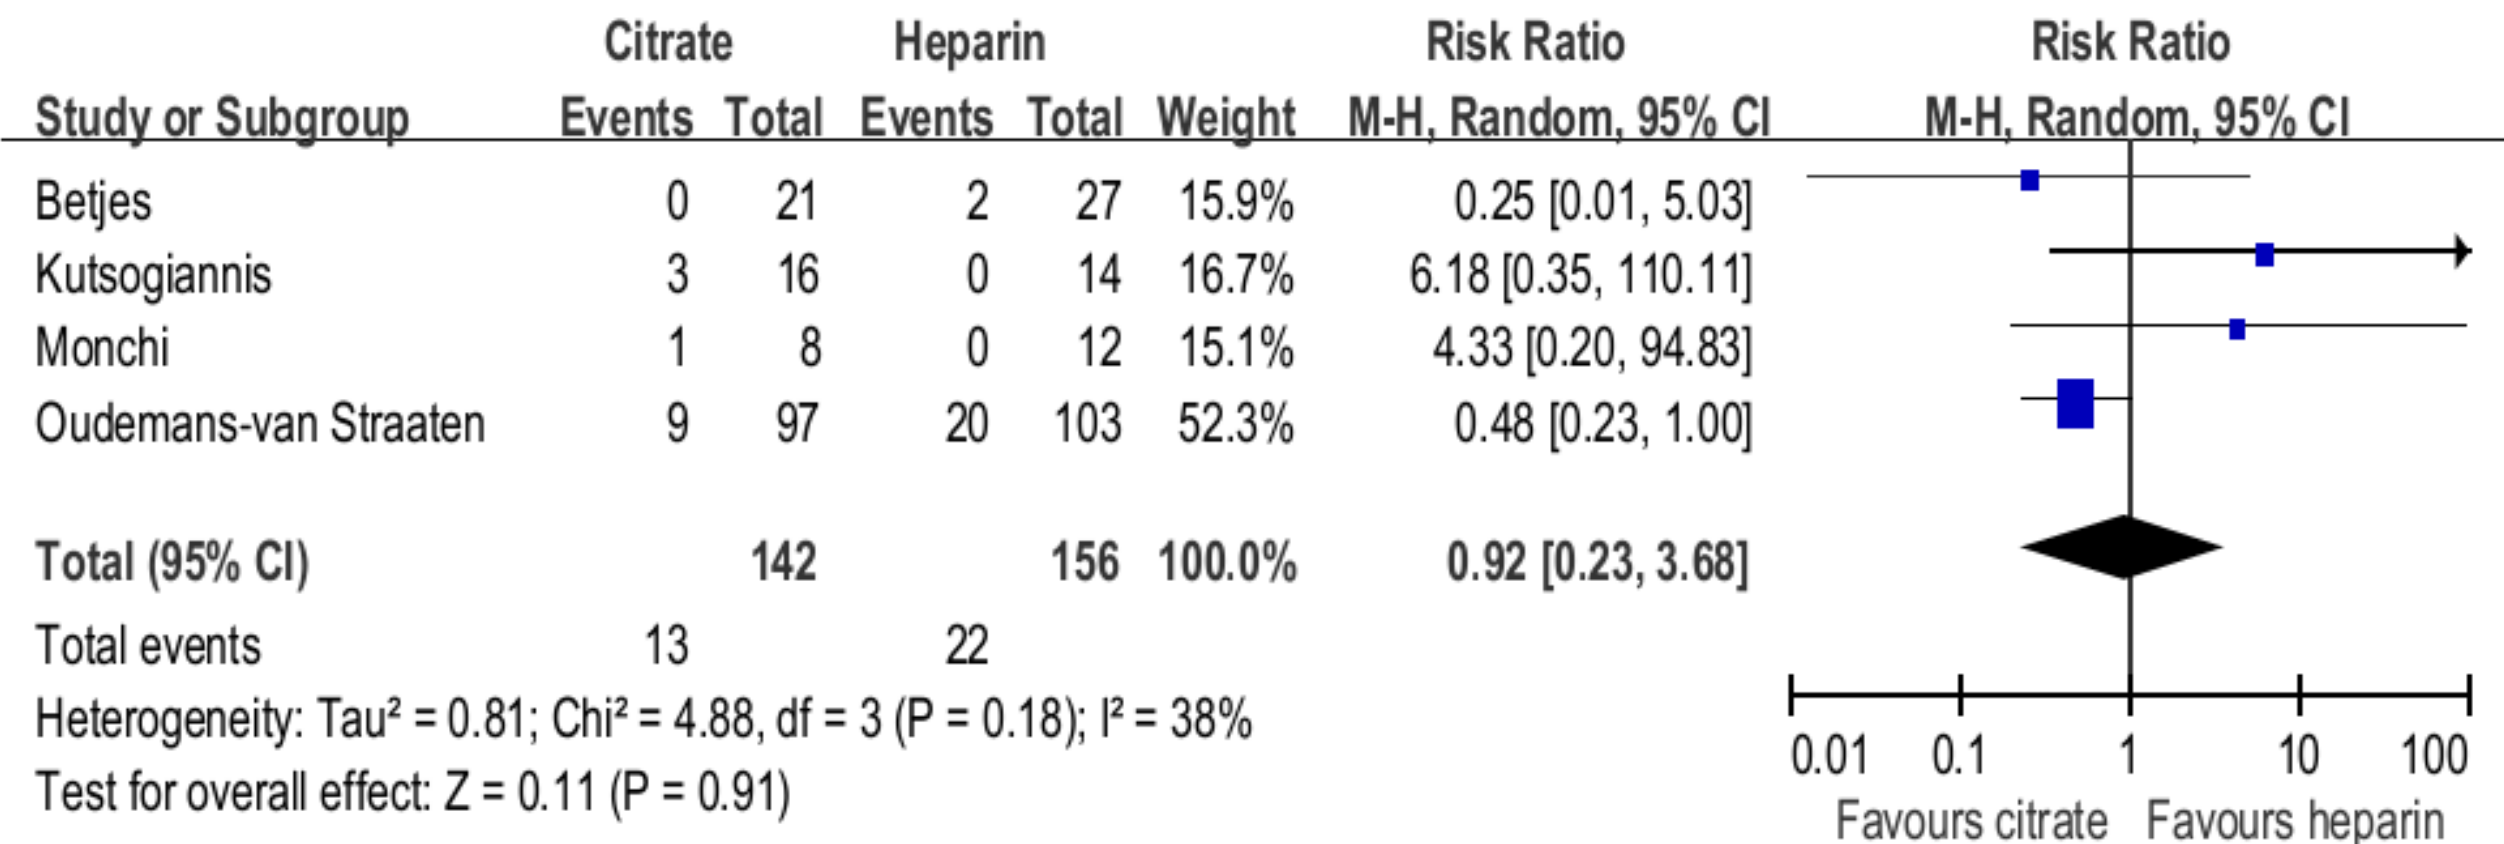 Citrate Heparin Risk Ratio Risk Ratio
Study or Subgroup Events Total Events Total Weight M-H, Random, 95% CI M-H, Random, 95% CI
Betjes 0 21 2 27 15.9% 0.25 [0.01, 5.03]
Kutsogiannis 3 16 0 14 16.7% 6.18 [0.35, 110.11]
Monchi 1 8 0 12 15.1% 4.33 [0.20, 94.83]
Oudemans-van Straaten 9 97 20 103 52.3% 0.48 [0.23, 1.00]
Total (95% CI) 142 156 100.0% 0.92 [0.23, 3.68]
Total events 13 22
Heterogeneity: Tau² = 0.81; Chi² = 4.88, df = 3 (P = 0.18); I² = 38%
Test for overall effect: Z = 0.11 (P = 0.91)
0.01 0.1 1 10 100
Favours citrate Favours heparin